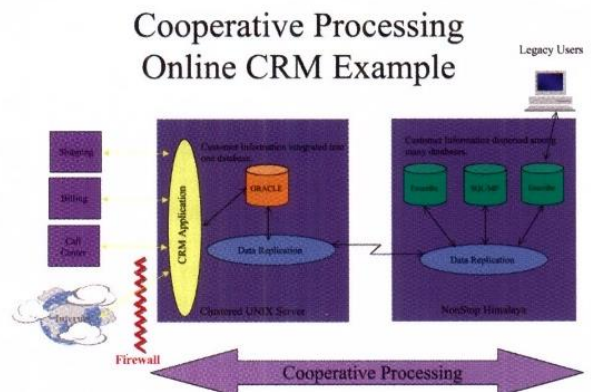 Cooperative Processing
Online CRM Example
Legacy Users
Shipping
Billing
Call
Center
Internet
Firewall
CRM Application
Customer Information integrated into
one database.
ORACLE
Data Replication
Clustered UNIX Server
Customer Information dispersed among
many databases.
Enscribe
SQL/MP
Enscribe
Data Replication
NonStop Himalaya
Cooperative Processing